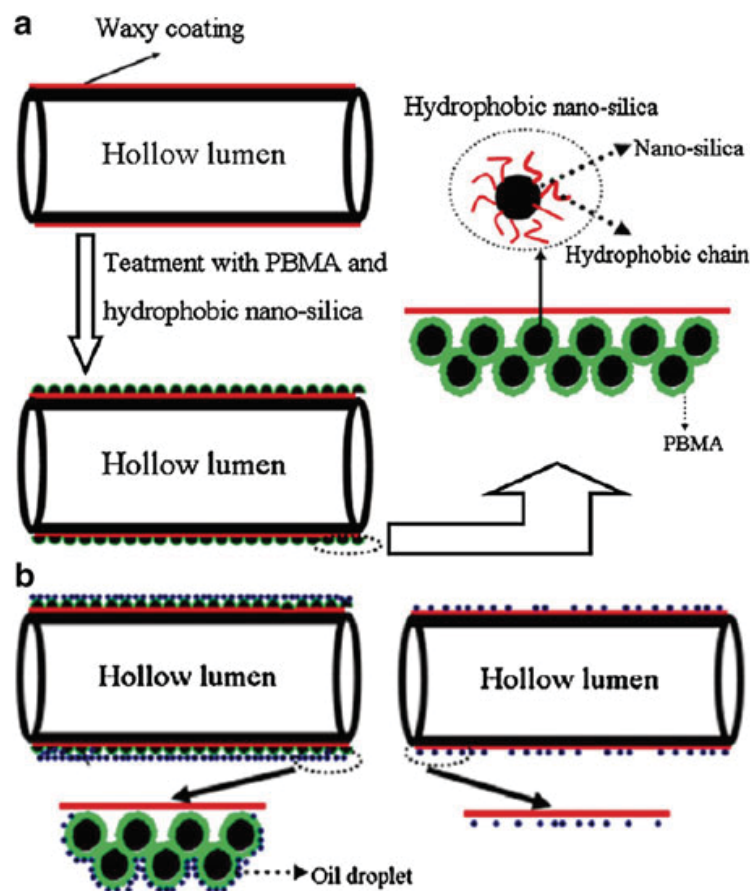 a
Waxy coating
Hollow lumen
Teatment with PBMA and
hydrophobic nano-silica
Hollow lumen
Hydrophobic nano-silica
Nano-silica
Hydrophobic chain
PBMA
b
Hollow lumen
Hollow lumen
Oil droplet